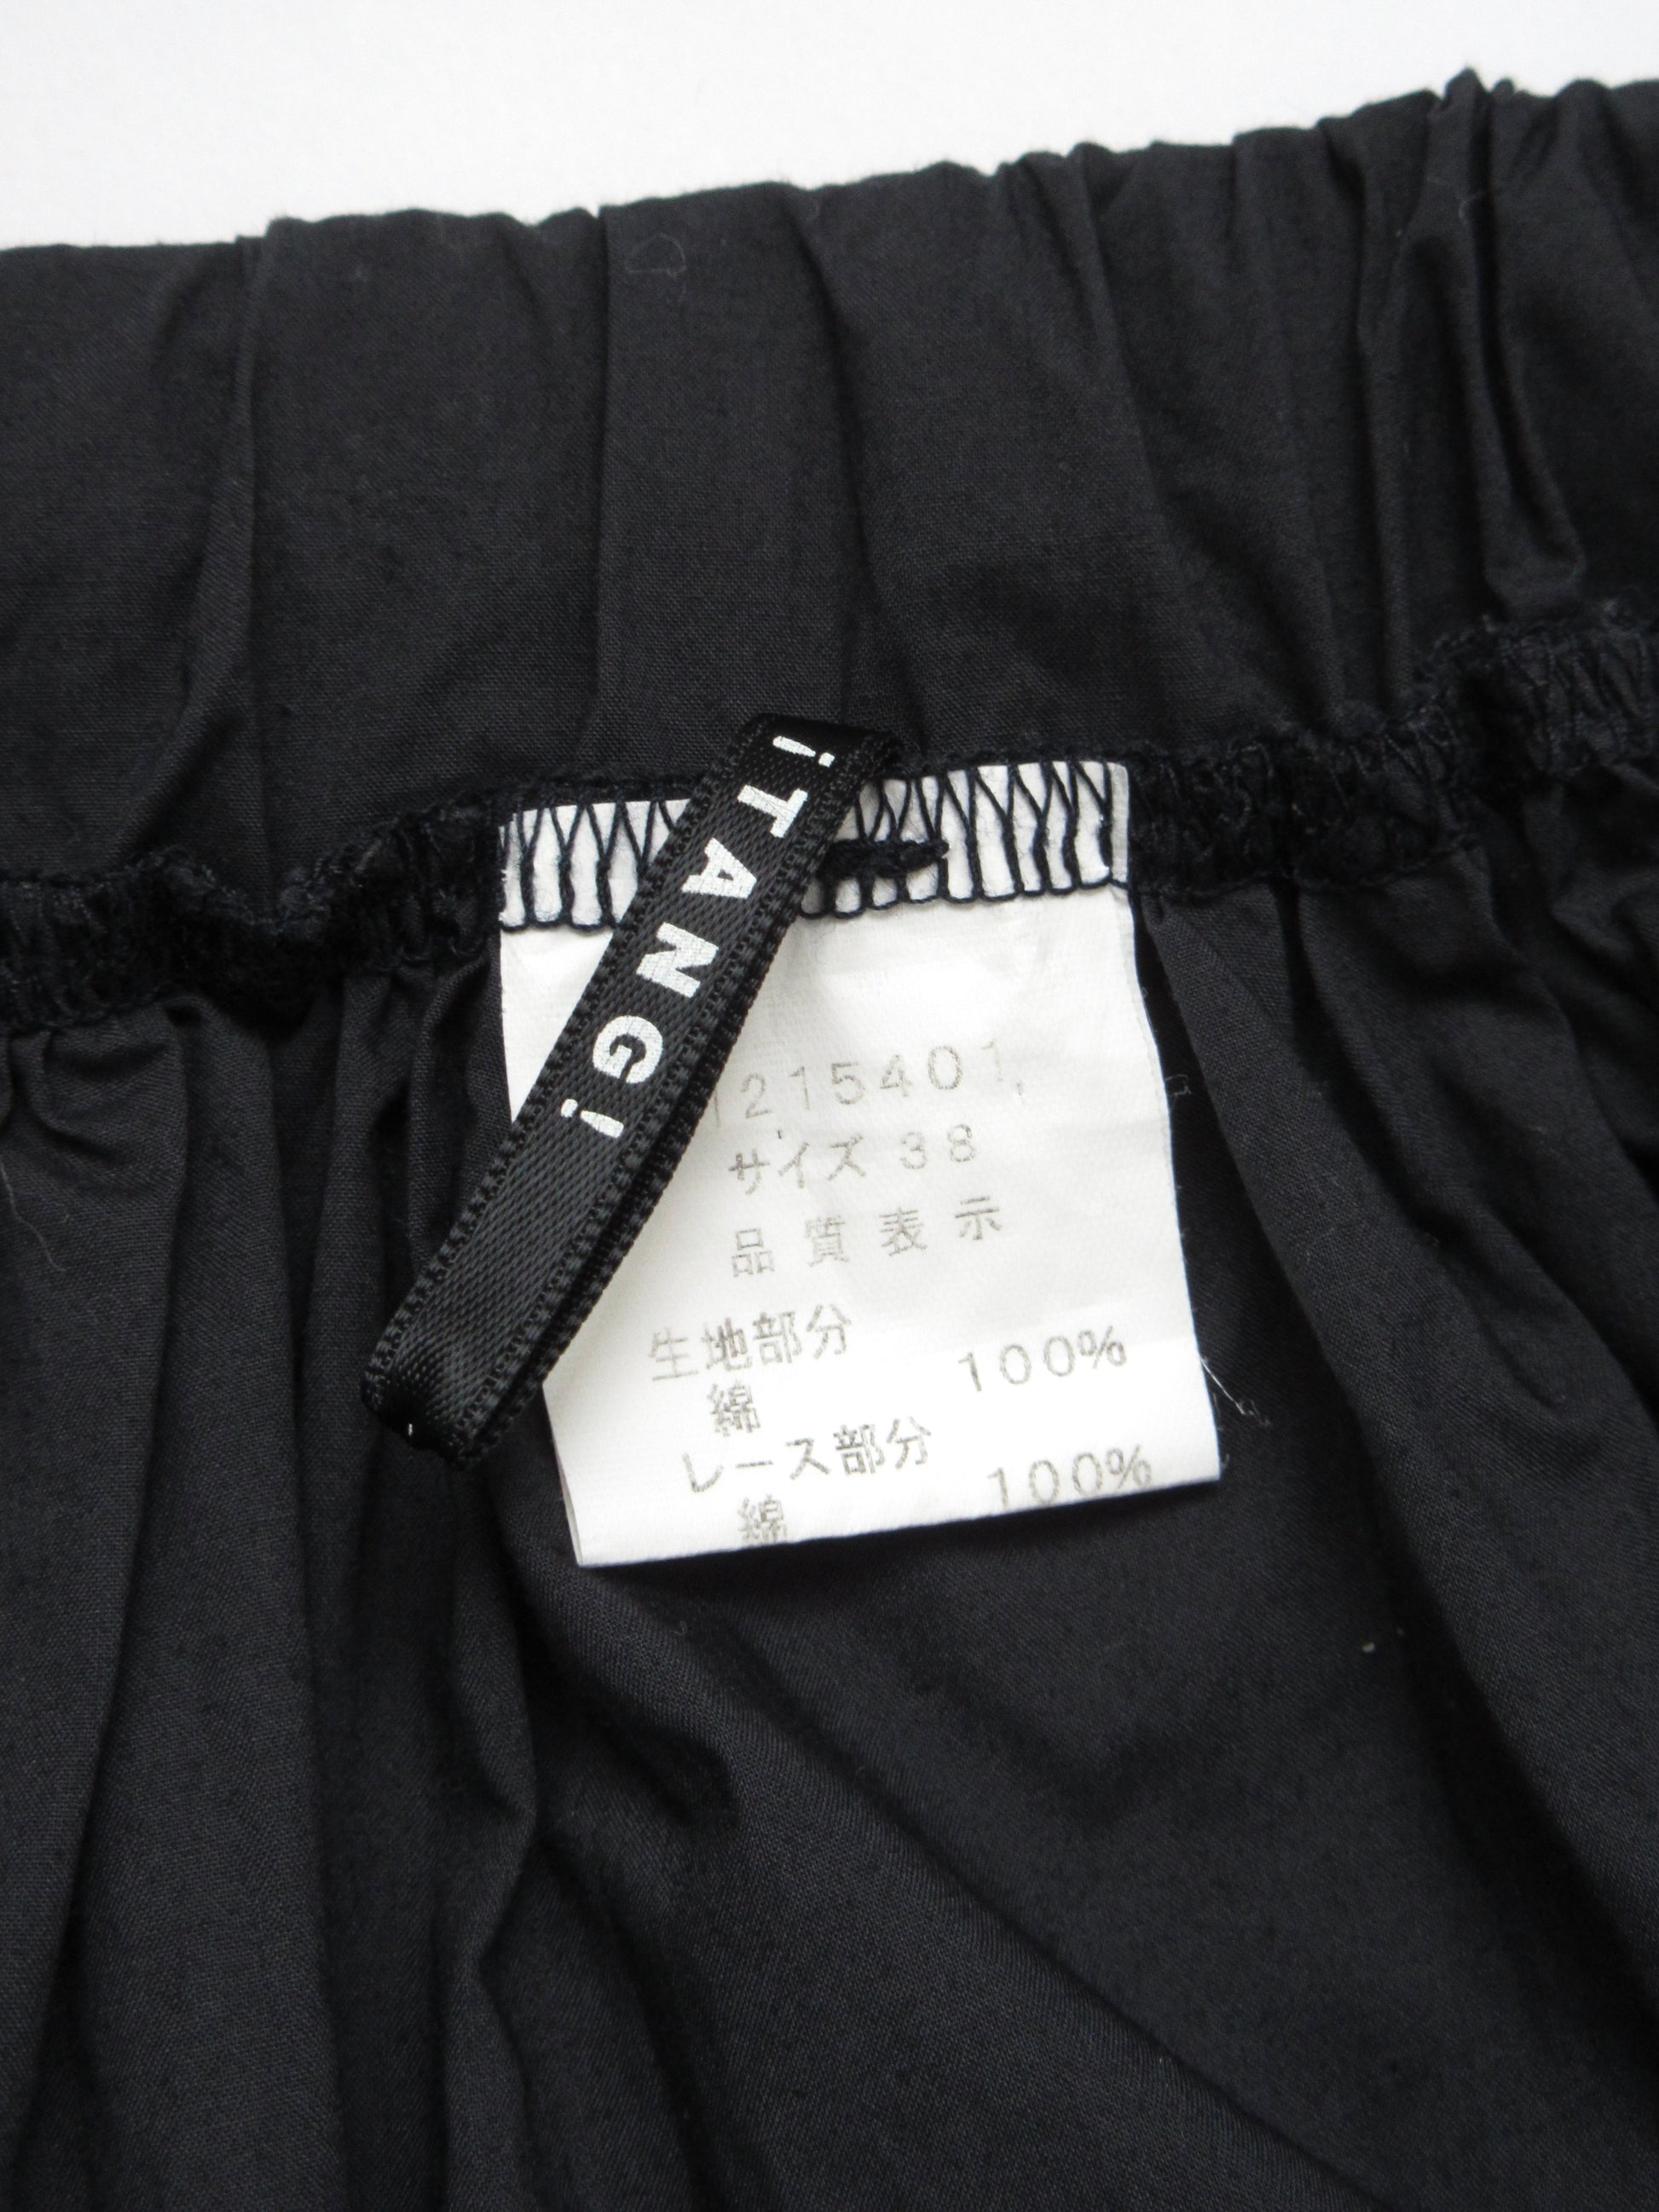 ¡TANG!
1215401
サイズ 38
品質表示
生地部分
綿 100%
レース部分
綿 100%